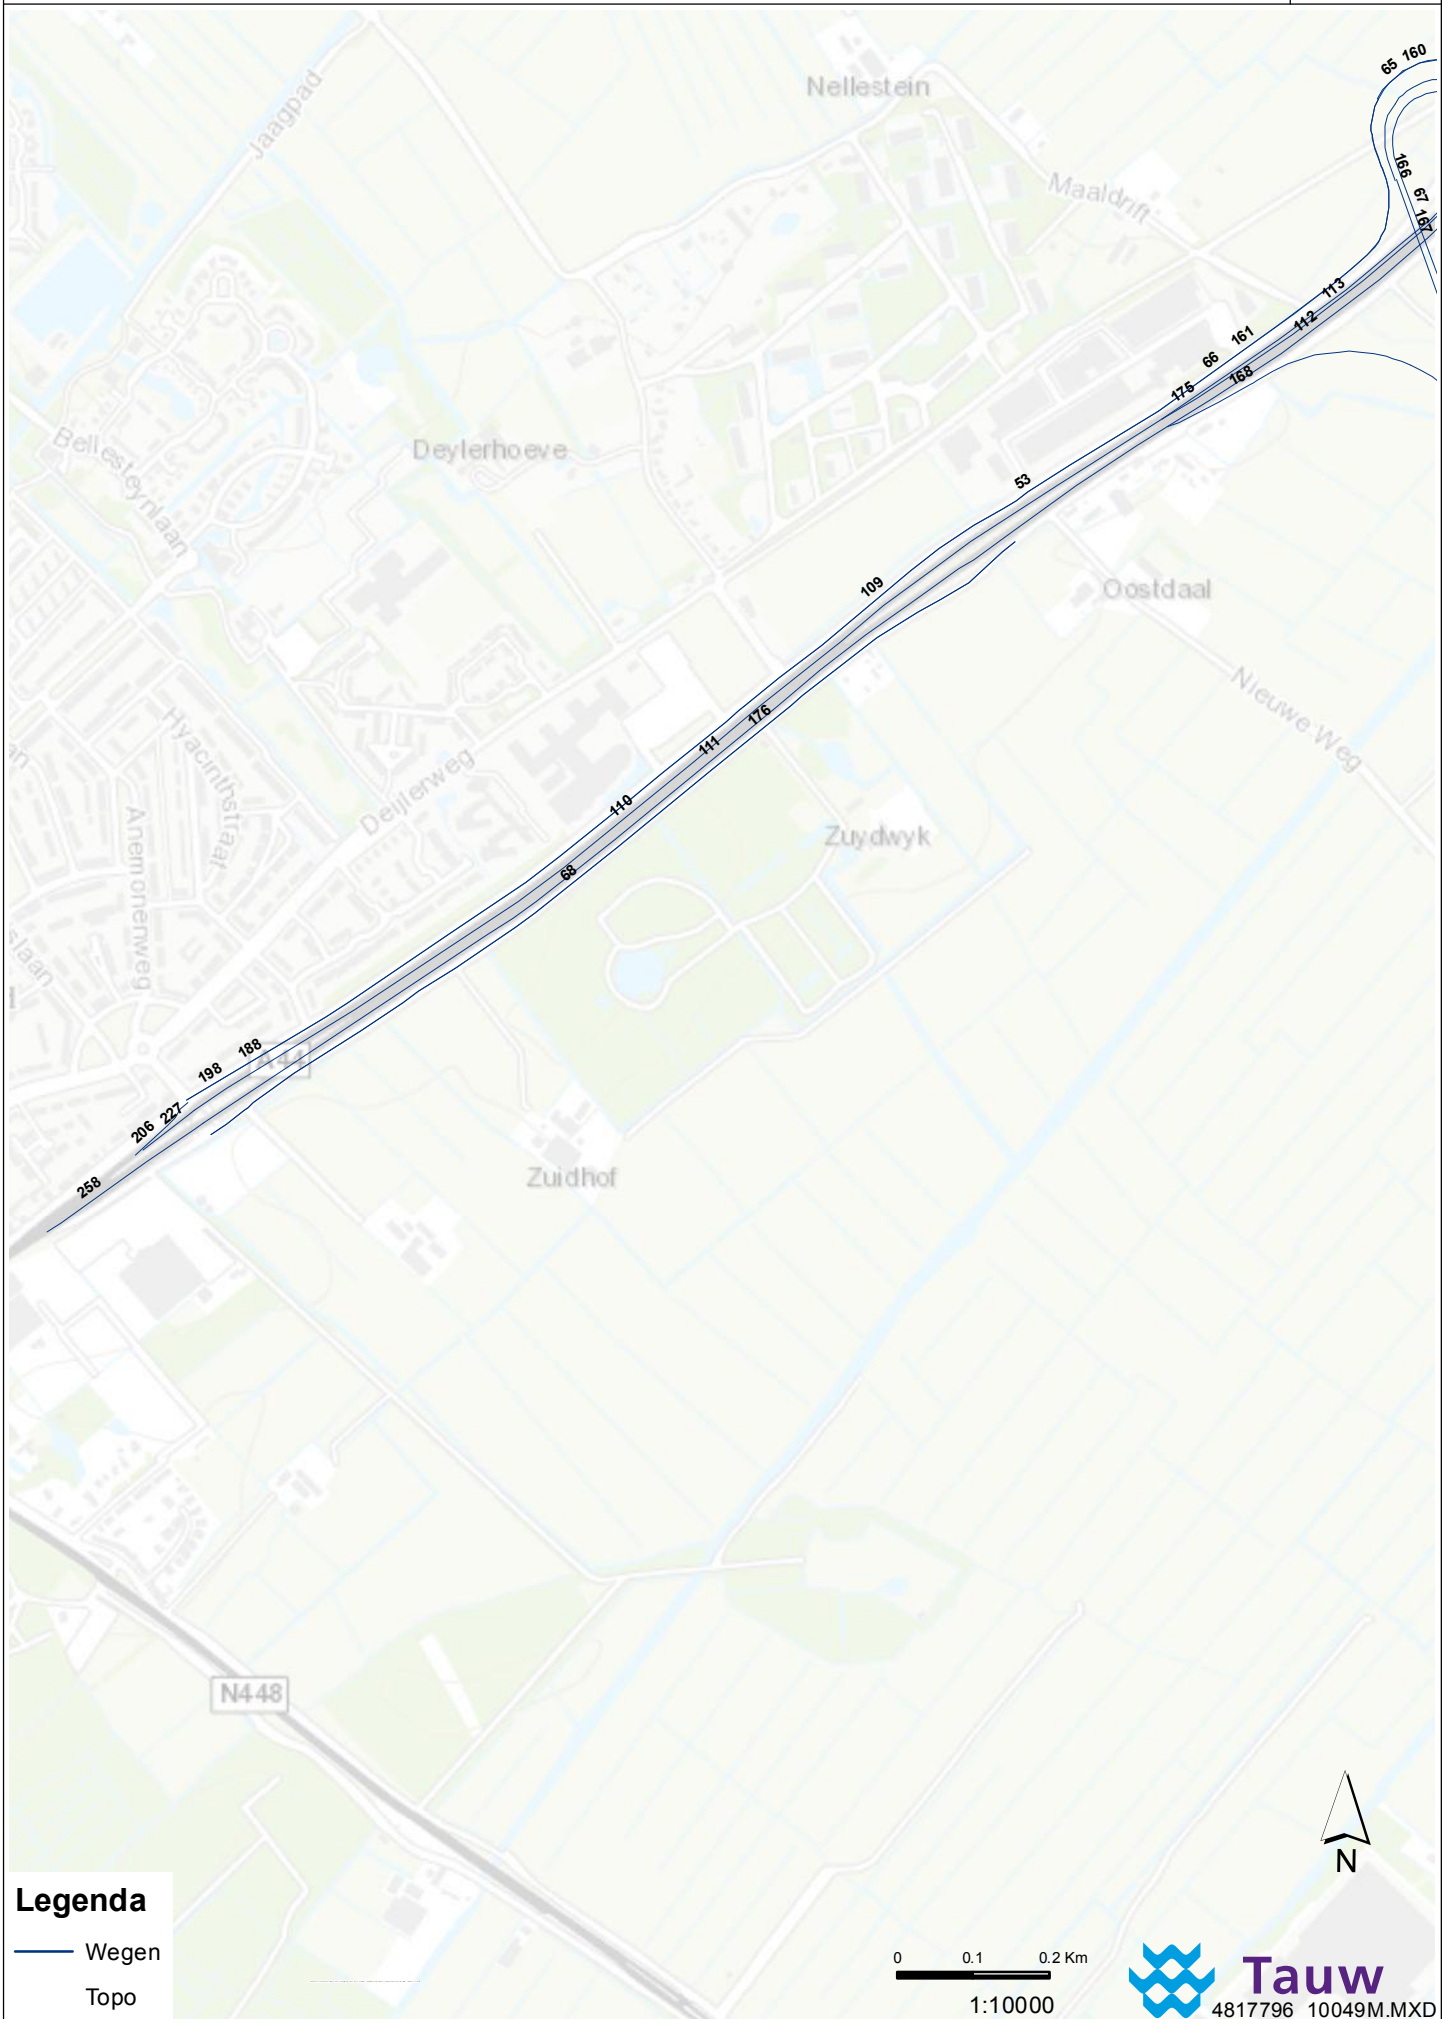 65 160
Nellestein
Jaagpad
166
Maaldrift
67
167
113
112
161
66
168
175
Bellesteynlaan
Deylerhoeve
53
109
Oostdaal
Nieuwe Weg
176
111
Hyacinthstraat
Deijlerweg
110
Anemonenweg
Zuydwyk
68
slaan
188
A44
198
227
206
Zuidhof
258
N448
N
Legenda
Wegen
Topo
0 0.1 0.2 Km
1:10000
Tauw
4817796 10049M.MXD